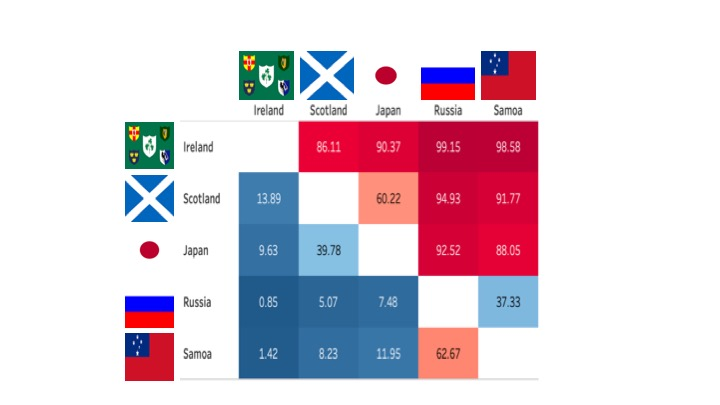 Ireland Scotland Japan Russia Samoa
Ireland 86.11 90.37 99.15 98.58
Scotland 13.89 60.22 94.93 91.77
Japan 9.63 39.78 92.52 88.05
Russia 0.85 5.07 7.48 37.33
Samoa 1.42 8.23 11.95 62.67